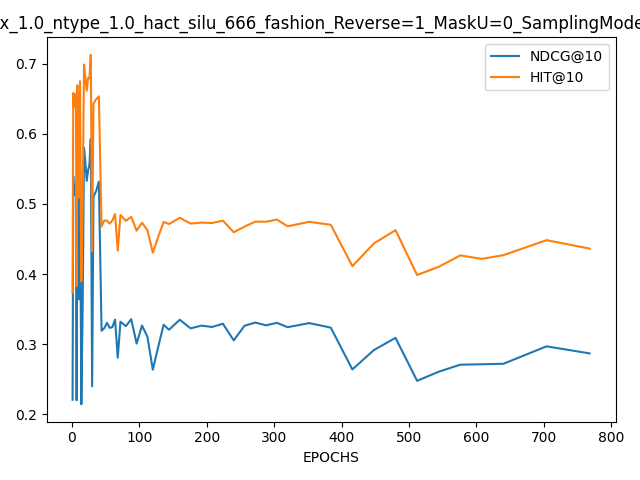 x_1.0_ntype_1.0_hact_silu_666_fashion_Reverse=1_MaskU=0_SamplingMode
NDCG@10
HIT@10
0.7
0.6
0.5
0.4
0.3
0.2
0 100 200 300 400 500 600 700 800
EPOCHS